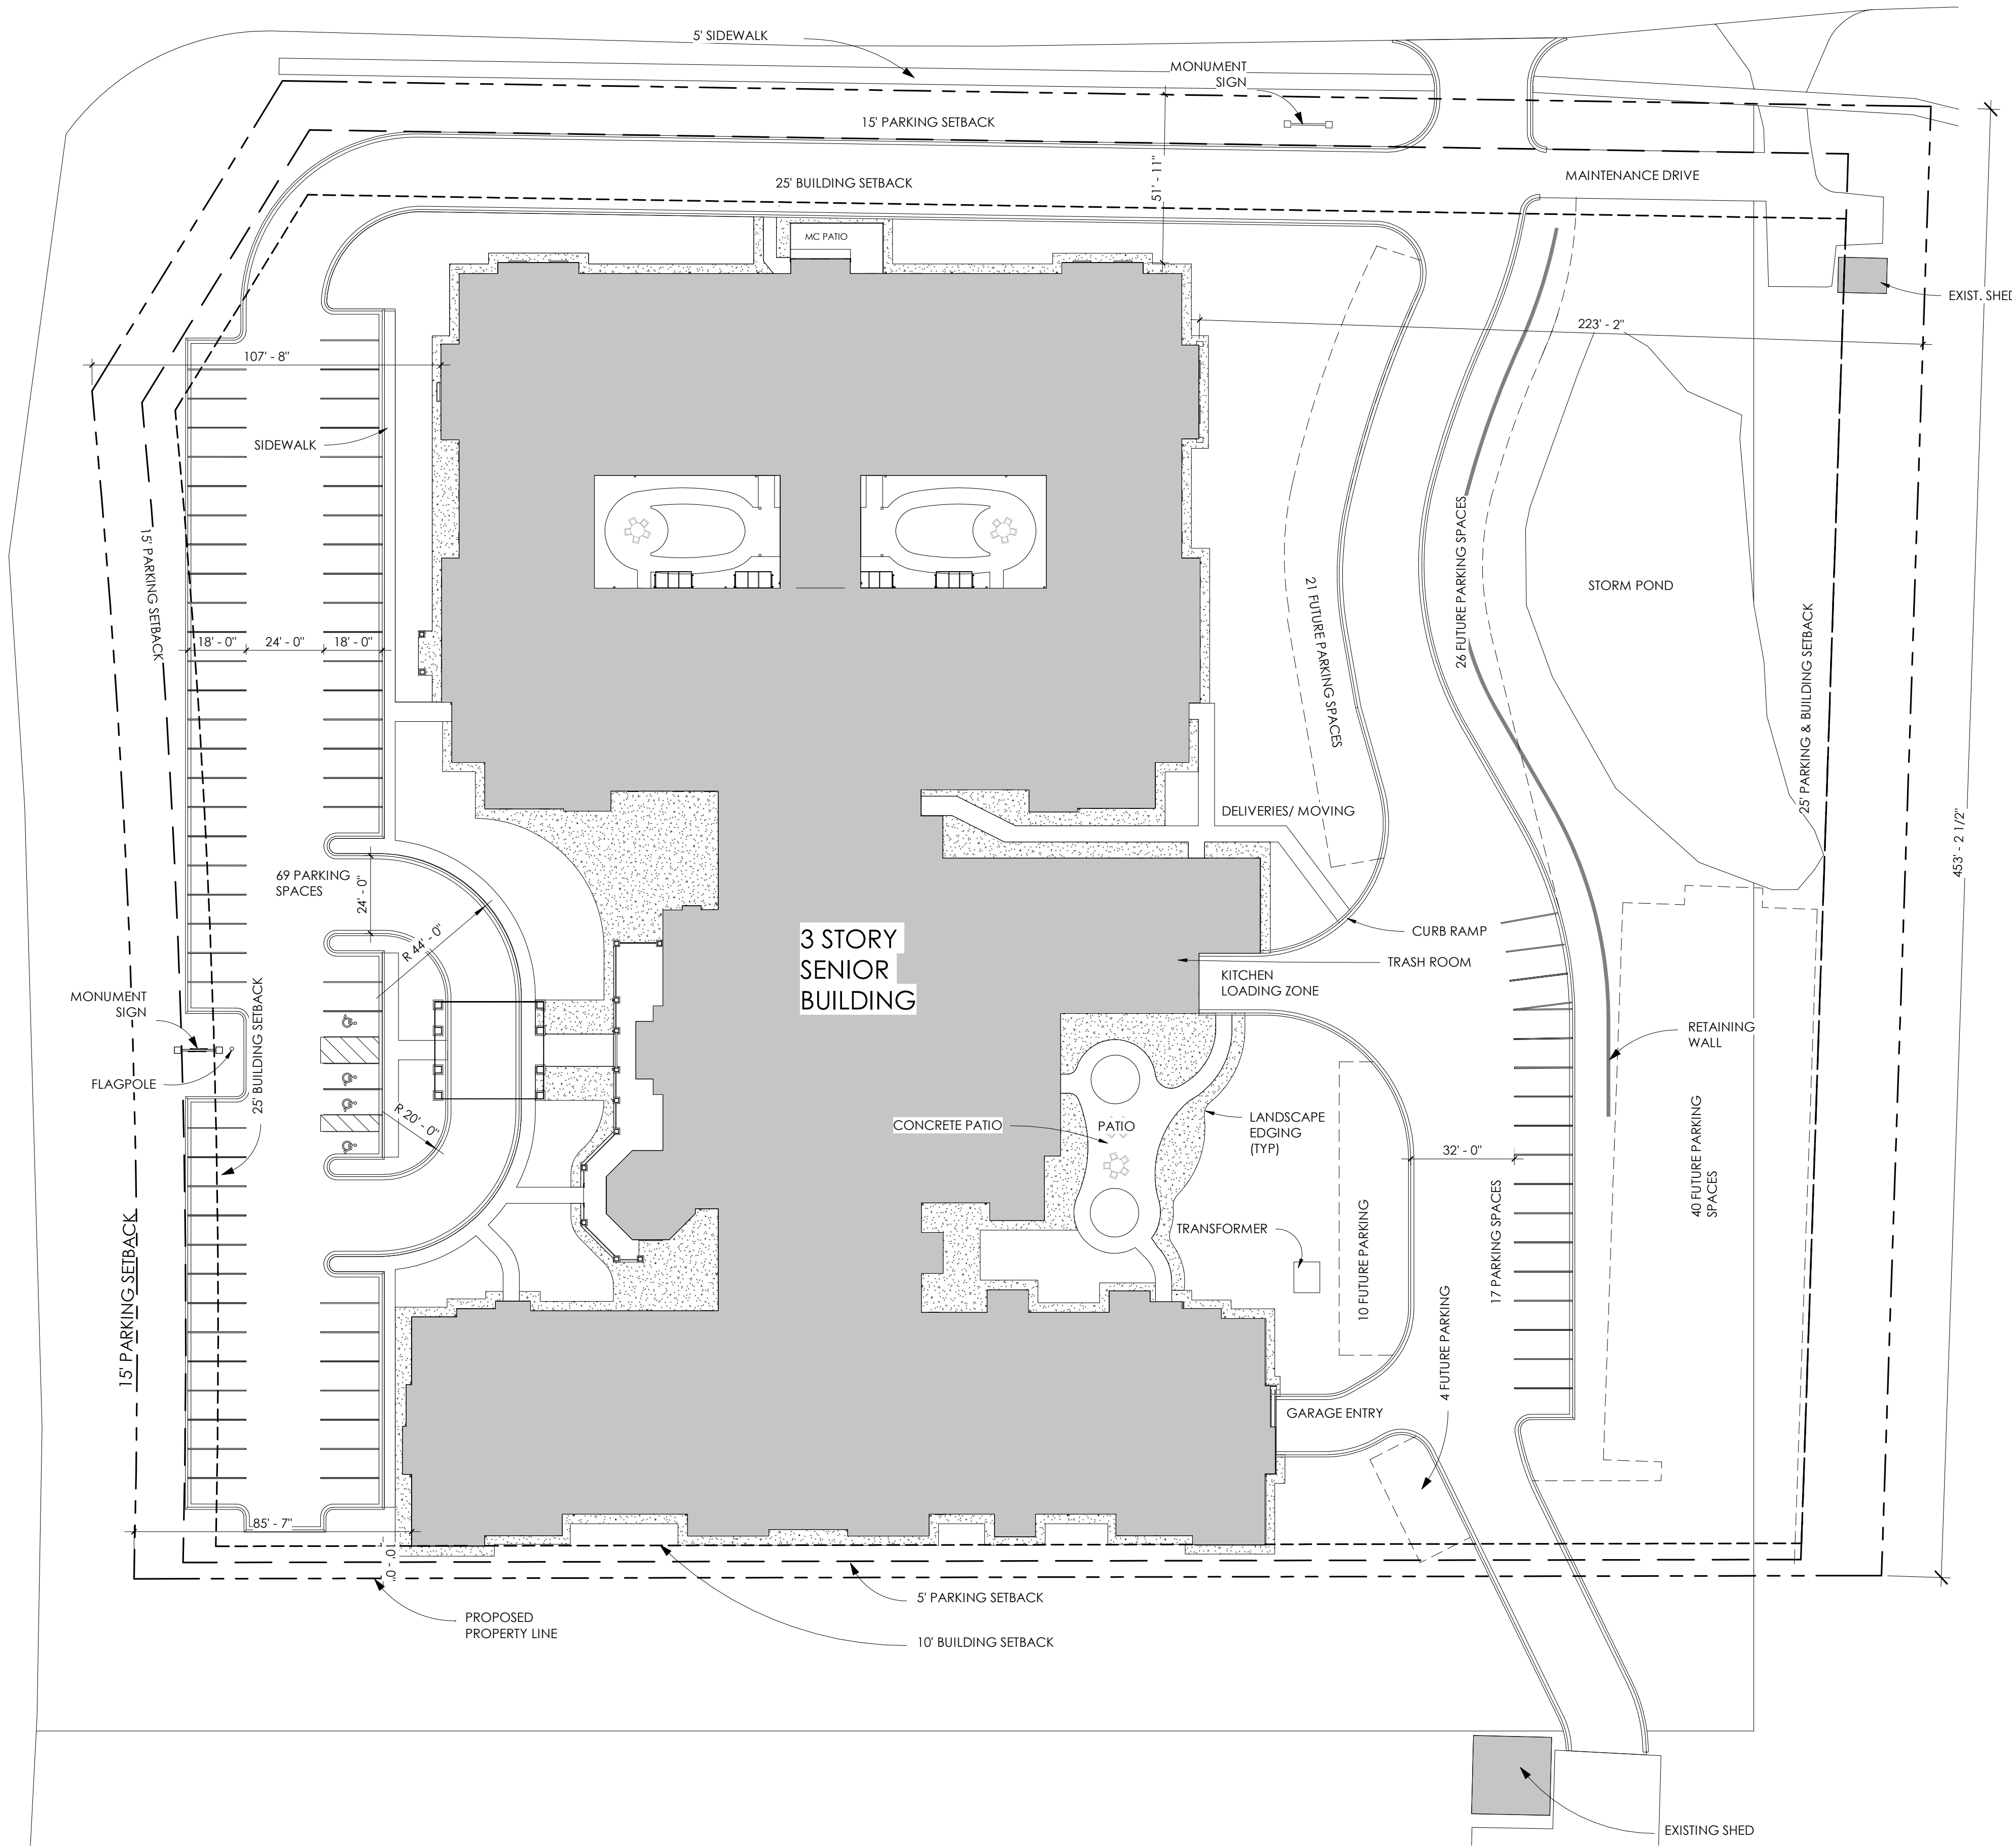 5' SIDEWALK
MONUMENT
SIGN
15' PARKING SETBACK
25' BUILDING SETBACK
51' - 11"
MAINTENANCE DRIVE
MC PATIO
EXIST. SHED
223' - 2"
107' - 8"
SIDEWALK
15' PARKING SETBACK
26 FUTURE PARKING SPACES
21 FUTURE PARKING SPACES
STORM POND
25' PARKING & BUILDING SETBACK
18' - 0"
24' - 0"
18' - 0"
453' - 2 1/2"
DELIVERIES/ MOVING
69 PARKING
SPACES
24' - 0"
R 44' - 0"
3 STORY
SENIOR
BUILDING
CURB RAMP
TRASH ROOM
KITCHEN
LOADING ZONE
MONUMENT
SIGN
FLAGPOLE
25' BUILDING SETBACK
R 20' - 0"
RETAINING
WALL
CONCRETE PATIO
PATIO
LANDSCAPE
EDGING
(TYP)
32' - 0"
40 FUTURE PARKING
SPACES
17 PARKING SPACES
TRANSFORMER
10 FUTURE PARKING
15' PARKING SETBACK
4 FUTURE PARKING
GARAGE ENTRY
85' - 7"
5' PARKING SETBACK
PROPOSED
PROPERTY LINE
10' BUILDING SETBACK
EXISTING SHED